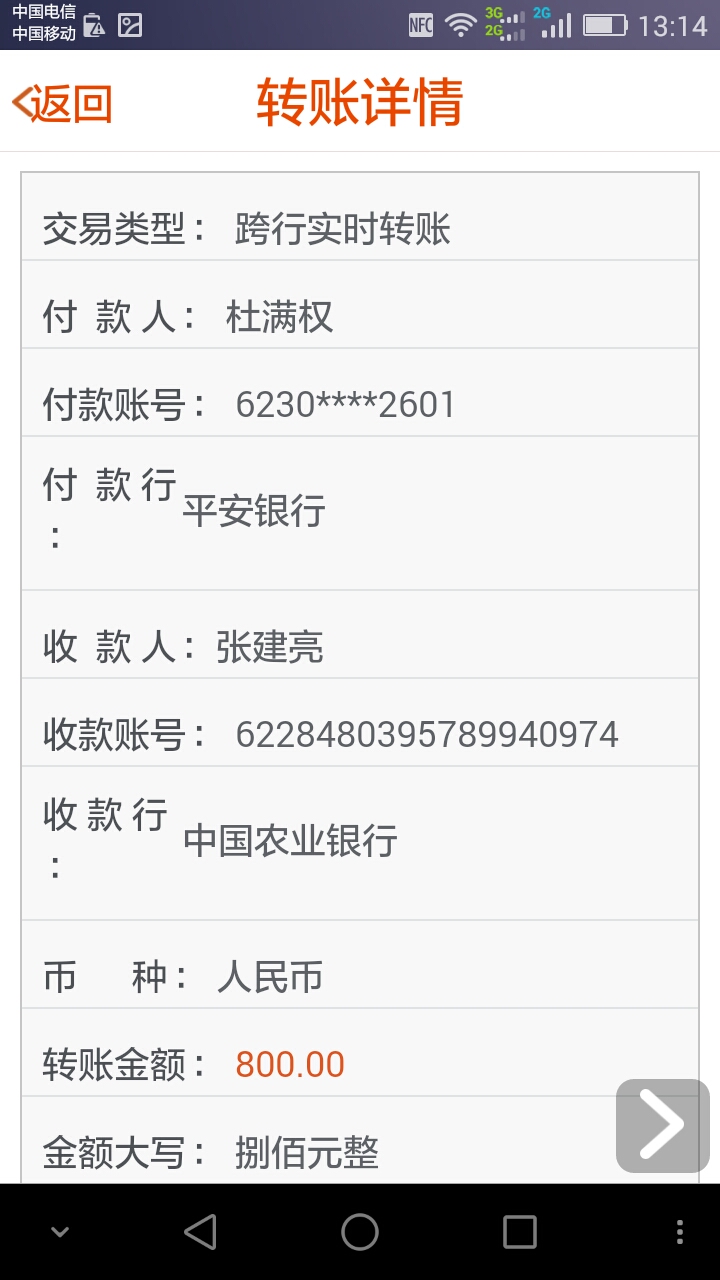 中国电信
中国移动
NFC 3G 2G 2G 13:14
返回 转账详情
交易类型： 跨行实时转账
付 款 人： 杜满权
付款账号： 6230****2601
付 款 行
： 平安银行
收 款 人： 张建亮
收款账号： 6228480395789940974
收 款 行
： 中国农业银行
币 种： 人民币
转账金额： 800.00
金额大写： 捌佰元整